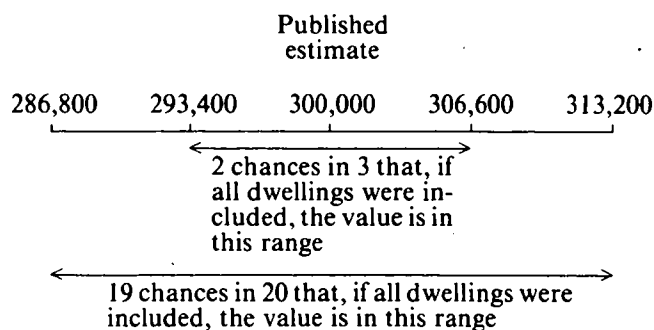 Published
estimate
286,800 293,400 300,000 306,600 313,200
2 chances in 3 that, if
all dwellings were in-
cluded, the value is in
this range
19 chances in 20 that, if all dwellings were
included, the value is in this range